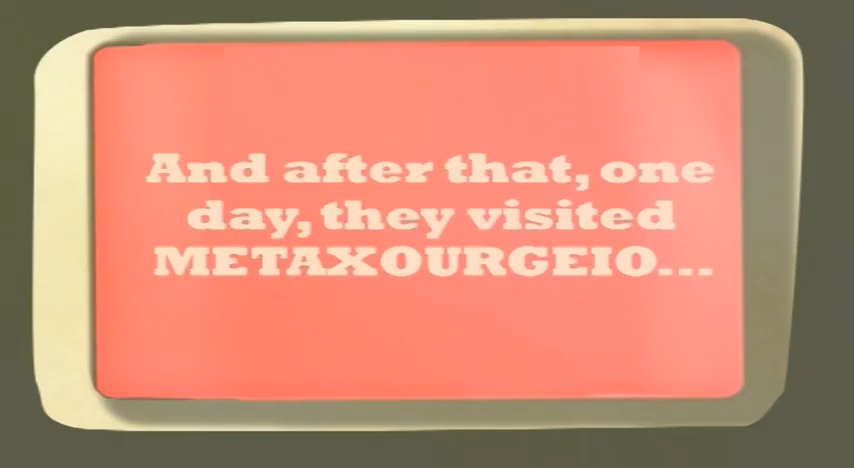 And after that, one
day, they visited
METAXOURGEIO...